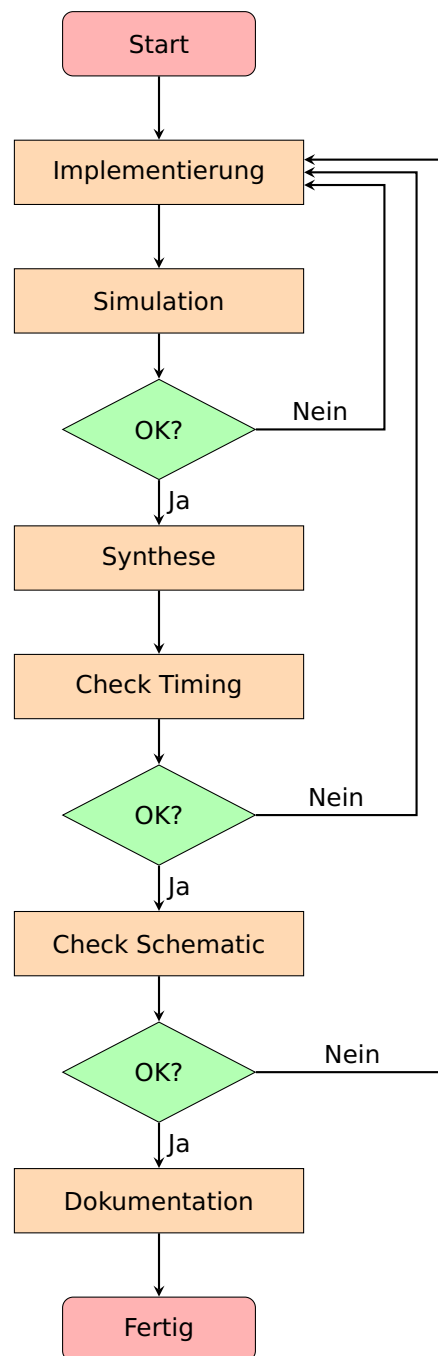 Start
Implementierung
Simulation
OK?
Nein
Ja
Synthese
Check Timing
OK?
Nein
Ja
Check Schematic
OK?
Nein
Ja
Dokumentation
Fertig